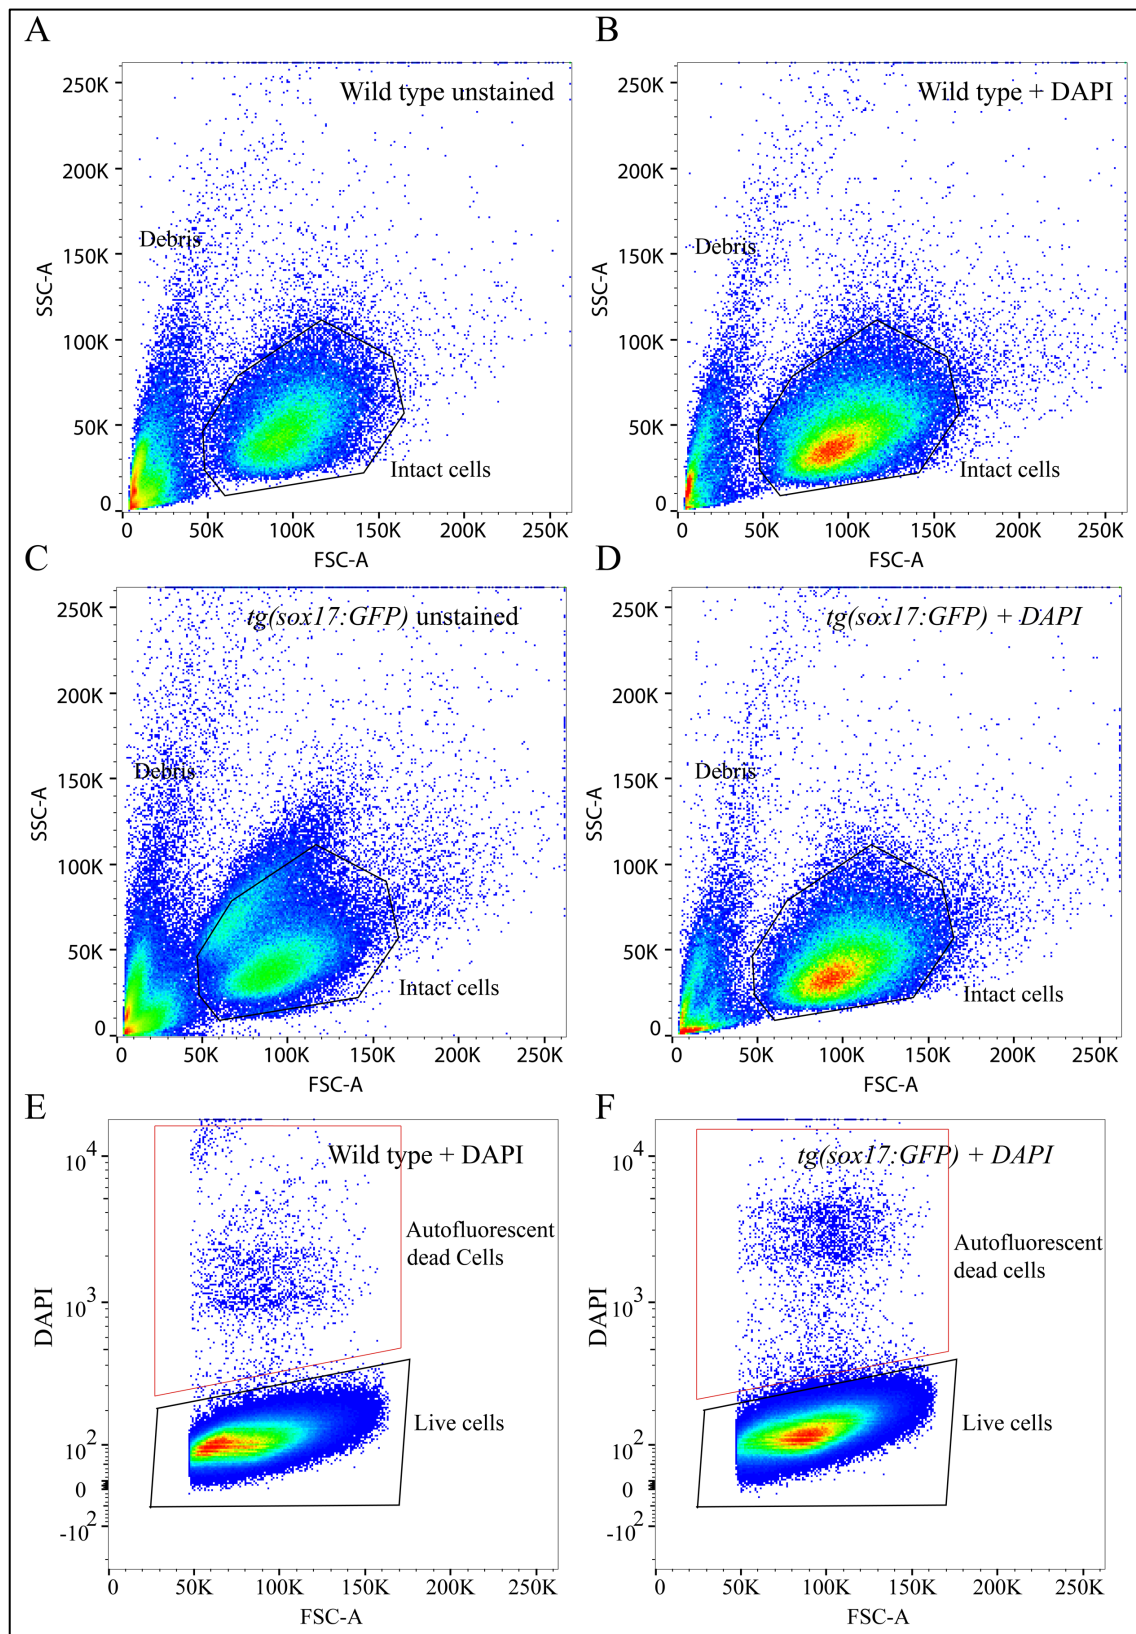 A
Wild type unstained
250K
200K
150K
100K
50K
0
SSC-A
Debris
Intact cells
0 50K 100K 150K 200K 250K
FSC-A
B
Wild type + DAPI
250K
200K
150K
100K
50K
0
SSC-A
Debris
Intact cells
0 50K 100K 150K 200K 250K
FSC-A
C
tg(sox17:GFP) unstained
250K
200K
150K
100K
50K
0
SSC-A
Debris
Intact cells
0 50K 100K 150K 200K 250K
FSC-A
D
tg(sox17:GFP) + DAPI
250K
200K
150K
100K
50K
0
SSC-A
Debris
Intact cells
0 50K 100K 150K 200K 250K
FSC-A
E
Wild type + DAPI
10^4
10^3
10^2
0
-10^2
DAPI
Autofluorescent
dead Cells
Live cells
0 50K 100K 150K 200K 250K
FSC-A
F
tg(sox17:GFP) + DAPI
10^4
10^3
10^2
0
-10^2
DAPI
Autofluorescent
dead cells
Live cells
0 50K 100K 150K 200K 250K
FSC-A